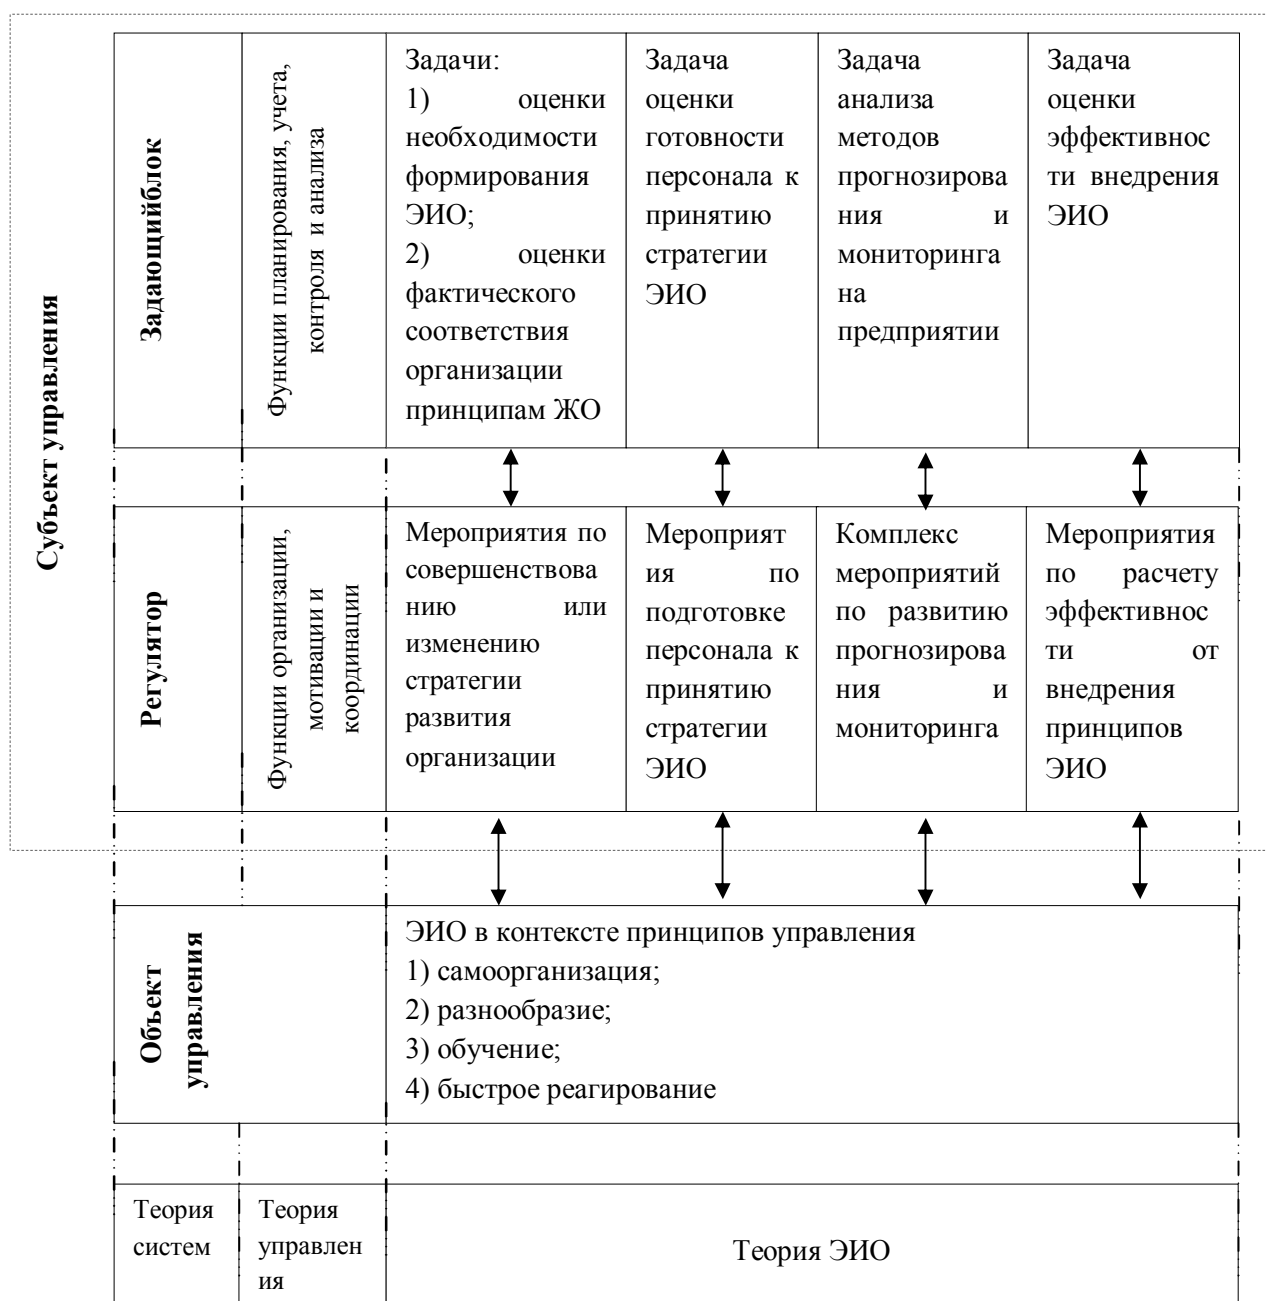 Субъект управления
Задающийблок
Функции планирования, учета,
контроля и анализа
Задачи:
1) оценки
необходимости
формирования
ЭИО;
2) оценки
фактического
соответствия
организации
принципам ЖО
Задача
оценки
готовности
персонала к
принятию
стратегии
ЭИО
Задача
анализа
методов
прогнозирова
ния и
мониторинга
на
предприятии
Задача
оценки
эффективнос
ти внедрения
ЭИО
Регулятор
Функции организации,
мотивации и
координации
Мероприятия по
совершенствова
нию или
изменению
стратегии
развития
организации
Мероприят
ия по
подготовке
персонала к
принятию
стратегии
ЭИО
Комплекс
мероприятий
по развитию
прогнозирова
ния и
мониторинга
Мероприятия
по расчету
эффективнос
ти от
внедрения
принципов
ЭИО
Объект
управления
ЭИО в контексте принципов управления
1) самоорганизация;
2) разнообразие;
3) обучение;
4) быстрое реагирование
Теория
систем
Теория
управлен
ия
Теория ЭИО